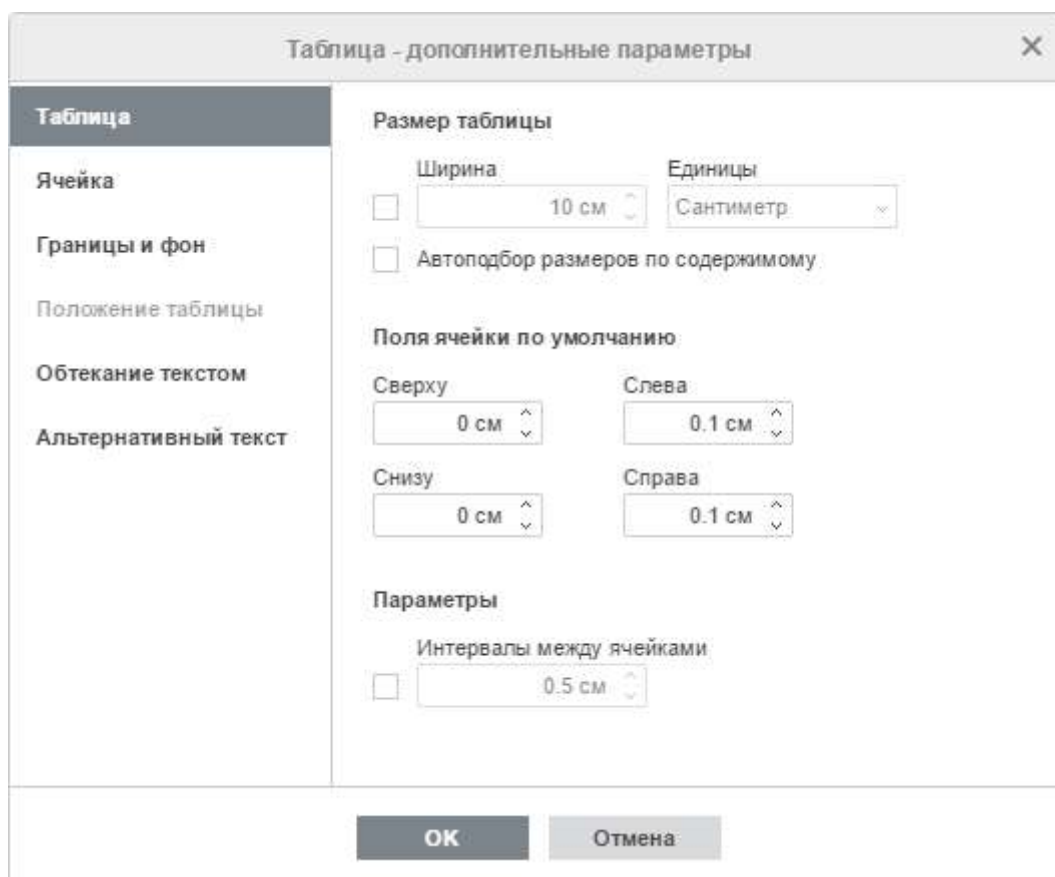 Таблица - дополнительные параметры
Таблица
Ячейка
Границы и фон
Положение таблицы
Обтекание текстом
Альтернативный текст
Размер таблицы
Ширина Единицы
10 см Сантиметр
Автоподбор размеров по содержимому
Поля ячейки по умолчанию
Сверху Слева
0 см 0.1 см
Снизу Справа
0 см 0.1 см
Параметры
Интервалы между ячейками
0.5 см
OK Отмена